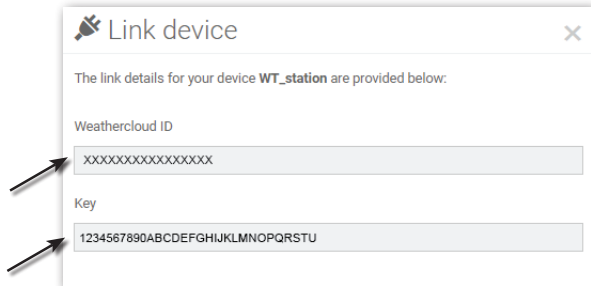 Link device
The link details for your device WT_station are provided below:
Weathercloud ID
XXXXXXXXXXXXXXXX
Key
1234567890ABCDEFGHIJKLMNOPQRSTU